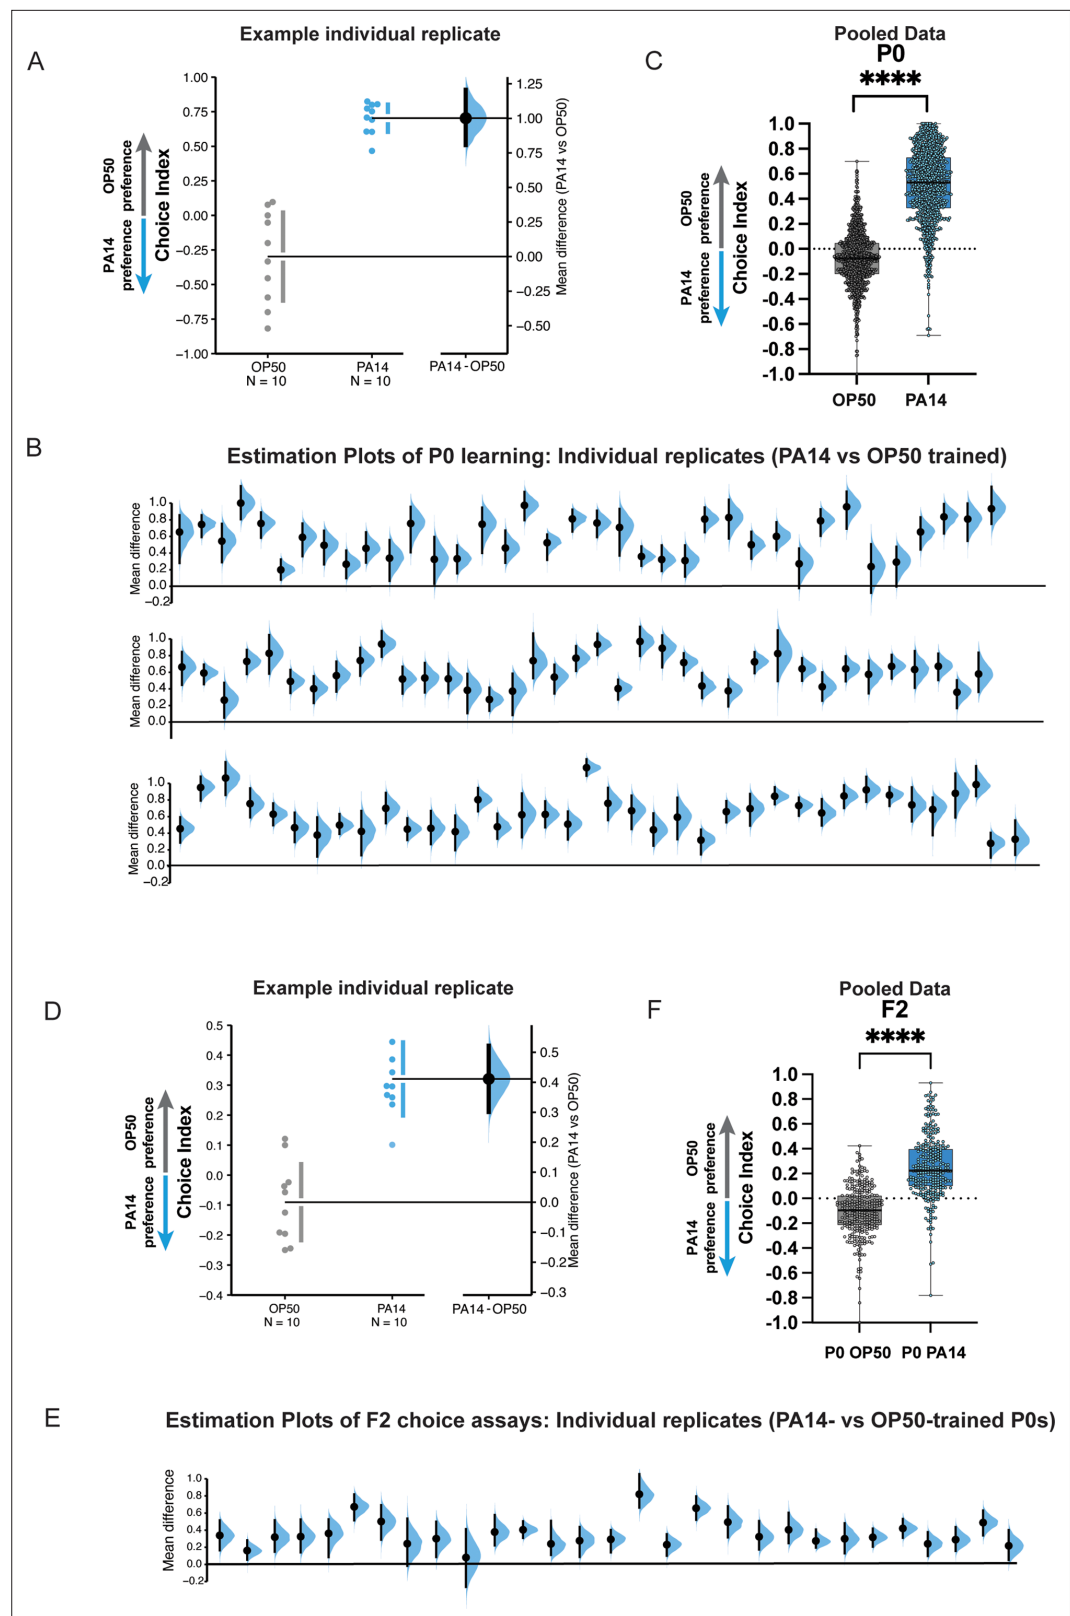 A
Example individual replicate
1.00
0.75
0.50
0.25
0.00
−0.25
−0.50
−0.75
−1.00
OP50 preference
PA14 preference
Choice Index
1.25
1.00
0.75
0.50
0.25
0.00
−0.25
−0.50
Mean difference (PA14 vs OP50)
OP50
N = 10
PA14
N = 10
PA14-OP50
C
Pooled Data
P0
****
1.0
0.8
0.6
0.4
0.2
0.0
-0.2
-0.4
-0.6
-0.8
-1.0
OP50 preference
PA14 preference
Choice Index
OP50
PA14
B
Estimation Plots of P0 learning: Individual replicates (PA14 vs OP50 trained)
Mean difference
1.0
0.8
0.6
0.4
0.2
0.0
−0.2
Mean difference
1.0
0.8
0.6
0.4
0.2
0.0
Mean difference
1.0
0.8
0.6
0.4
0.2
0.0
−0.2
D
Example individual replicate
0.5
0.4
0.3
0.2
0.1
0.0
−0.1
−0.2
−0.3
−0.4
OP50 preference
PA14 preference
Choice Index
0.5
0.4
0.3
0.2
0.1
0.0
−0.1
−0.2
−0.3
Mean difference (PA14 vs OP50)
OP50
N = 10
PA14
N = 10
PA14-OP50
F
Pooled Data
F2
****
1.0
0.8
0.6
0.4
0.2
0.0
-0.2
-0.4
-0.6
-0.8
-1.0
OP50 preference
PA14 preference
Choice Index
P0 OP50
P0 PA14
E
Estimation Plots of F2 choice assays: Individual replicates (PA14- vs OP50-trained P0s)
Mean difference
1.0
0.8
0.6
0.4
0.2
0.0
−0.2